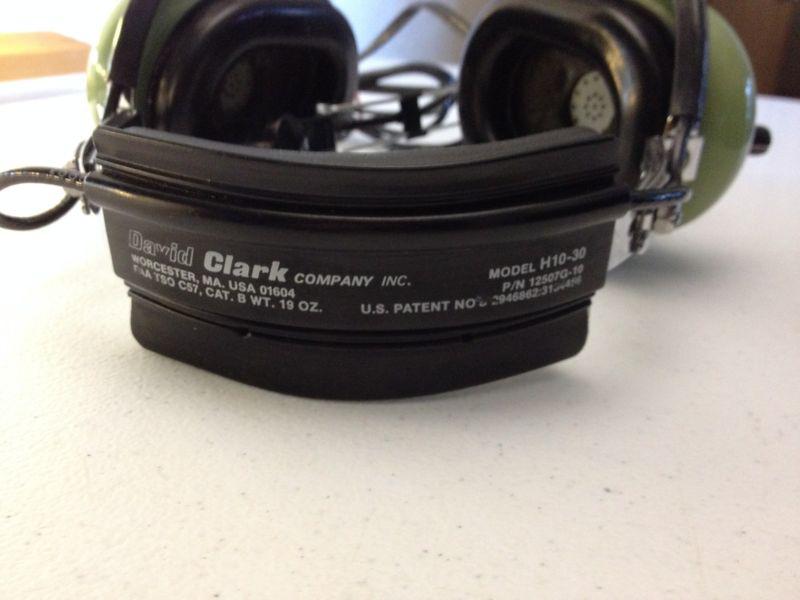 David Clark COMPANY INC.
WORCESTER, MA. USA 01604
FAA TSO C57, CAT. B WT. 19 OZ.
MODEL H10-30
P/N 12507G-10
U.S. PATENT NO'S 2946862;